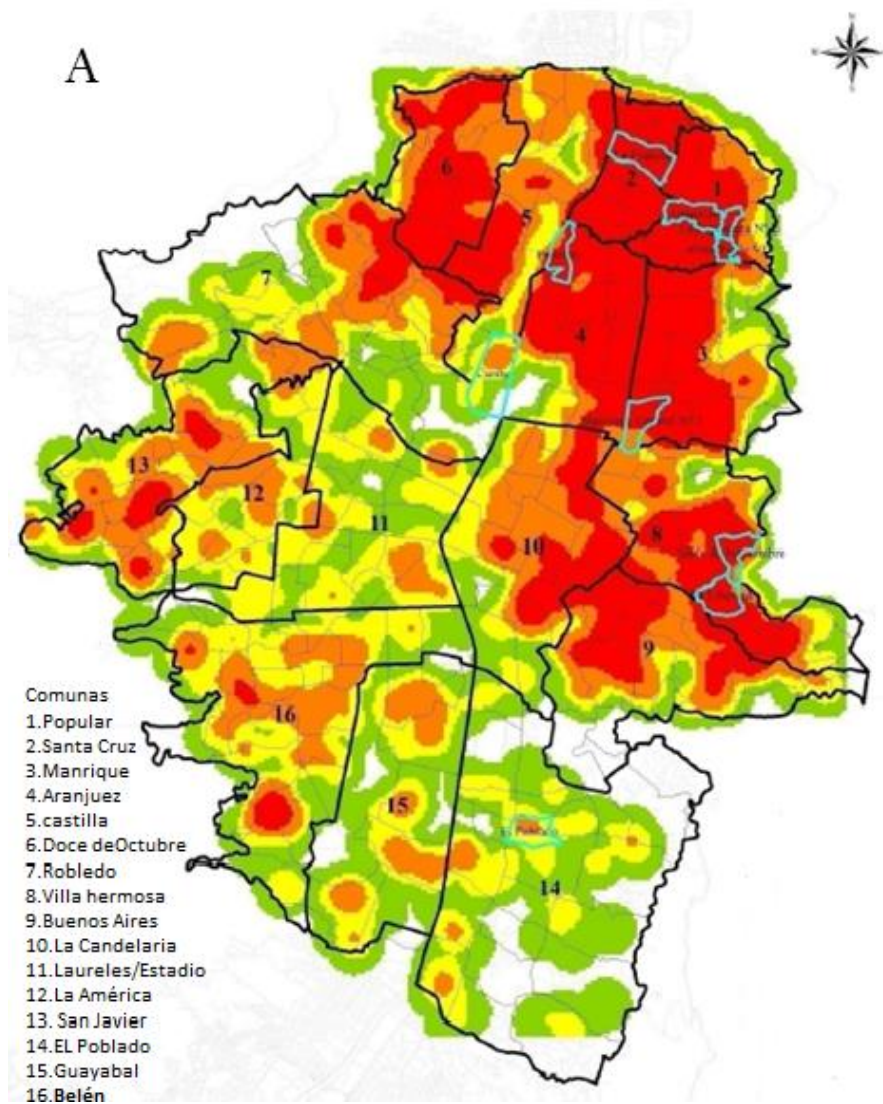 A
6
2
1
5
7
4
3
13
12
11
10
8
9
16
15
El Poblado
14
Comunas
1.Popular
2.Santa Cruz
3.Manrique
4.Aranjuez
5.castilla
6.Doce deOctubre
7.Robledo
8.Villa hermosa
9.Buenos Aires
10.La Candelaria
11.Laureles/Estadio
12.La América
13. San Javier
14.EL Poblado
15.Guayabal
16.Belén